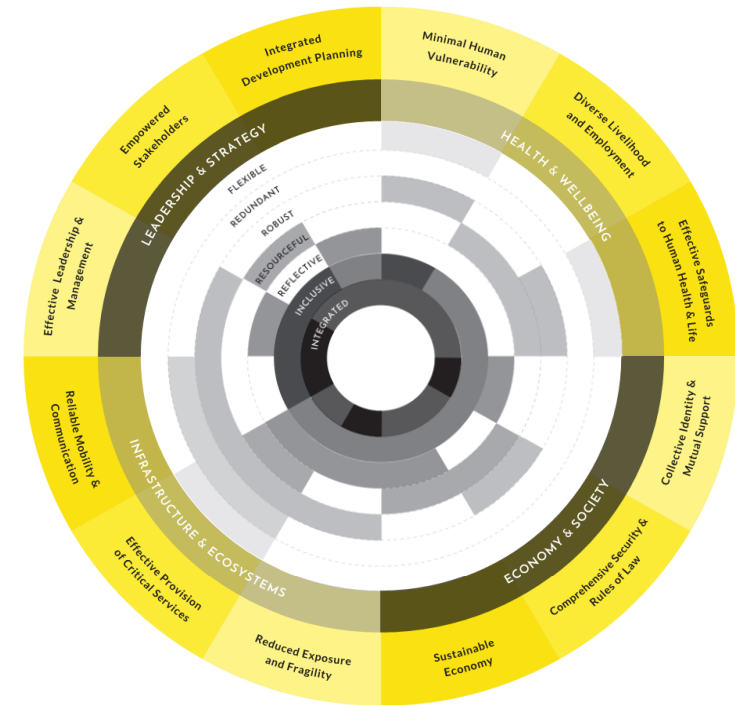 Integrated
Development Planning
Minimal Human
Vulnerability
Diverse Livelihood
and Employment
Effective Safeguards
to Human Health & Life
Collective Identity &
Mutual Support
Comprehensive Security &
Rules of Law
Sustainable
Economy
Reduced Exposure
and Fragility
Effective Provision
of Critical Services
Reliable Mobility &
Communication
Effective Leadership &
Management
Empowered
Stakeholders
LEADERSHIP & STRATEGY
HEALTH & WELLBEING
ECONOMY & SOCIETY
INFRASTRUCTURE & ECOSYSTEMS
FLEXIBLE
REDUNDANT
ROBUST
RESOURCEFUL
REFLECTIVE
INCLUSIVE
INTEGRATED